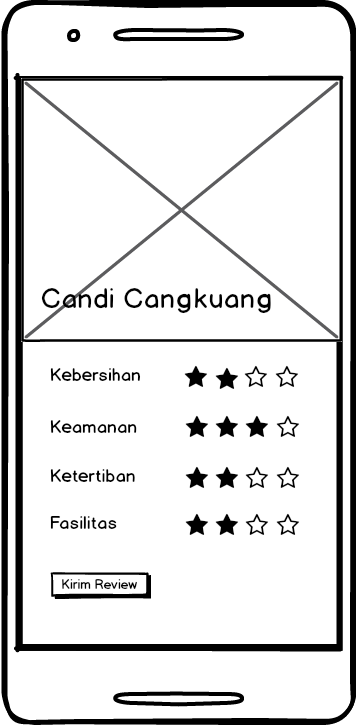 Candi Cangkuang
Kebersihan
Keamanan
Ketertiban
Fasilitas
Kirim Review